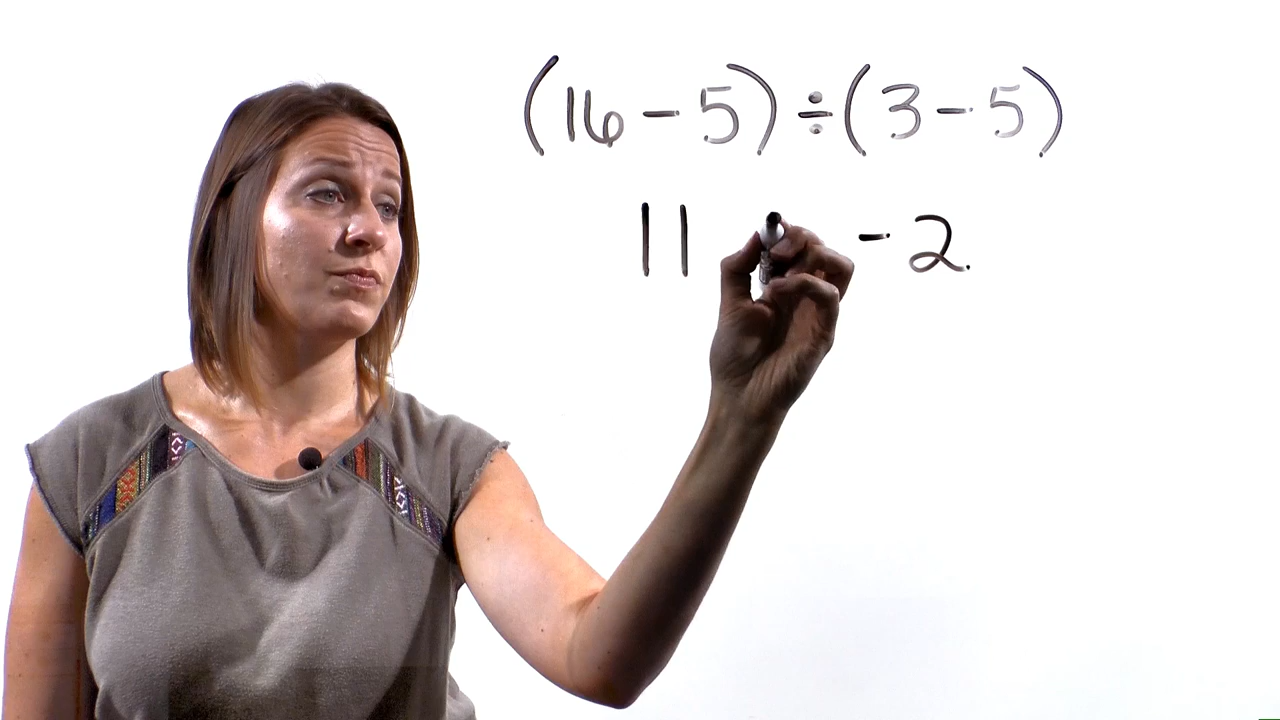 (16 - 5) ÷ (3 - 5)
11 - 2.